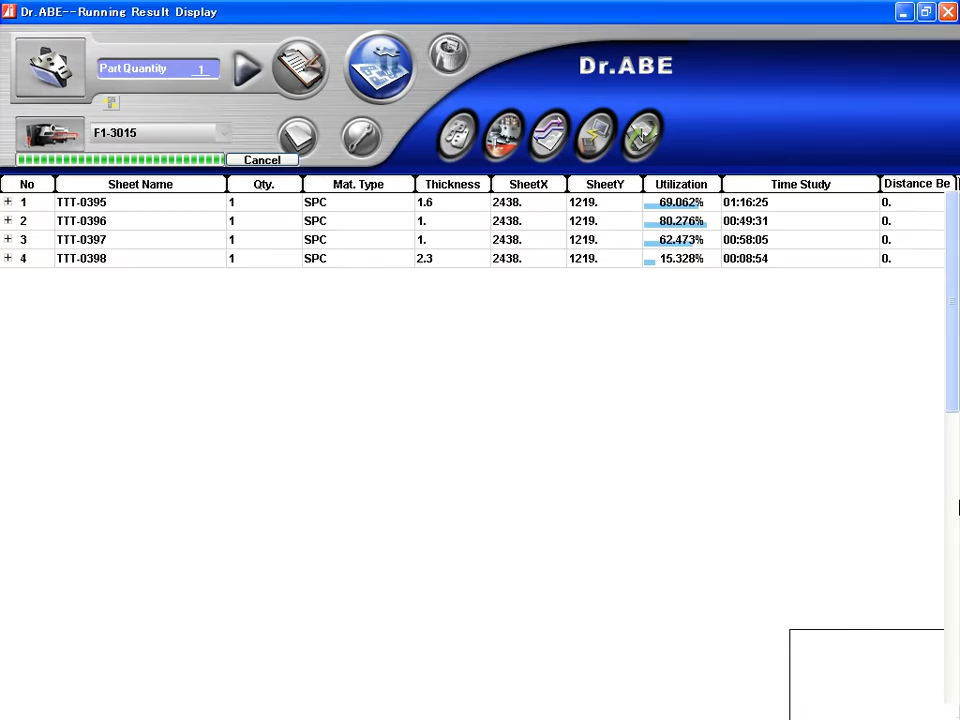 Dr.ABE--Running Result Display
Part Quantity 1
Dr.ABE
F1-3015
Cancel
No Sheet Name Qty. Mat. Type Thickness SheetX SheetY Utilization Time Study Distance Be
1 TTT-0395 1 SPC 1.6 2438. 1219. 69.062% 01:16:25 0.
2 TTT-0396 1 SPC 1. 2438. 1219. 80.276% 00:49:31 0.
3 TTT-0397 1 SPC 1. 2438. 1219. 62.473% 00:58:05 0.
4 TTT-0398 1 SPC 2.3 2438. 1219. 15.328% 00:08:54 0.